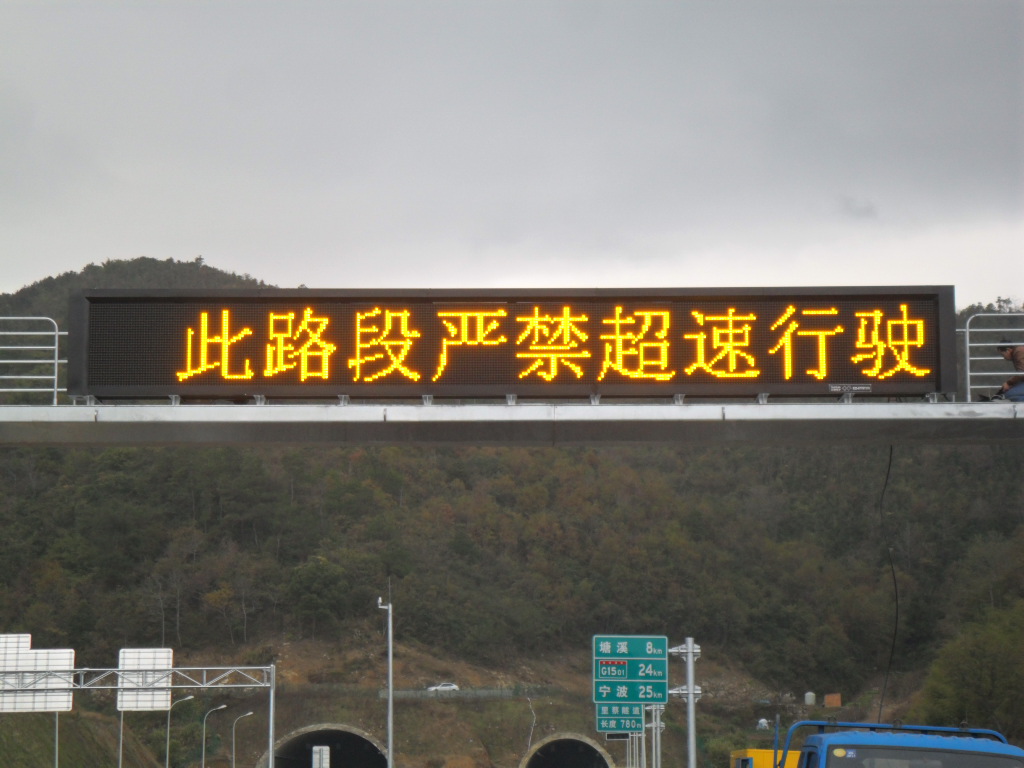 此路段严禁超速行驶
塘溪 8km
G1501 24km
宁波 25km
长度 780m